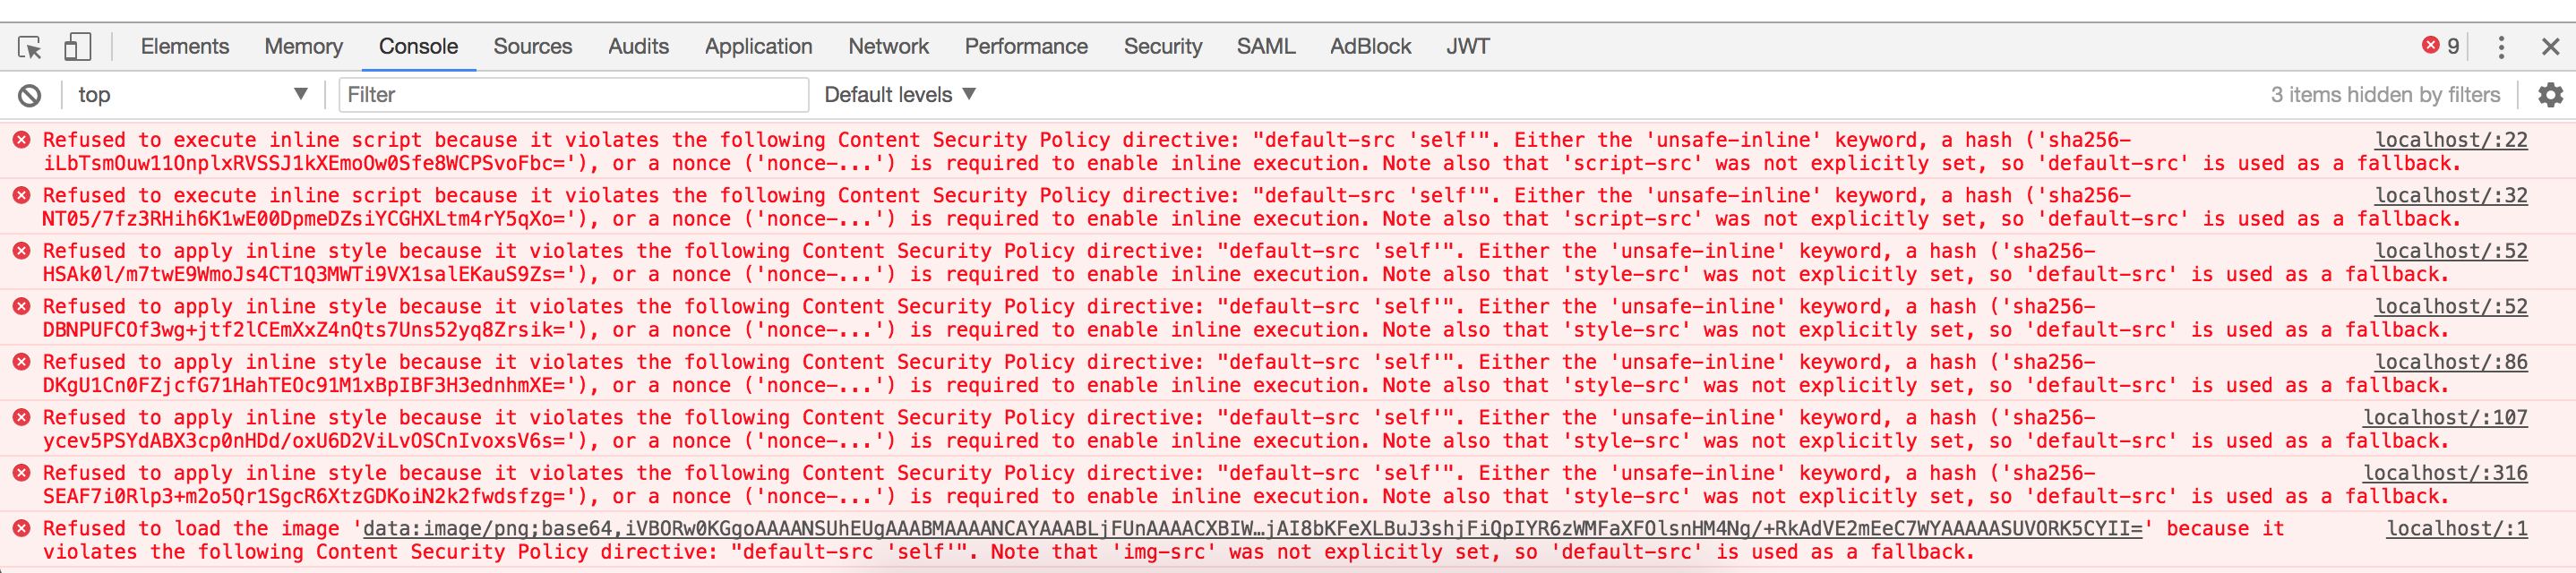 Elements Memory Console Sources Audits Application Network Performance Security SAML AdBlock JWT 9
top Filter Default levels 3 items hidden by filters
Refused to execute inline script because it violates the following Content Security Policy directive: "default-src 'self'". Either the 'unsafe-inline' keyword, a hash ('sha256- localhost/:22
iLbTsmOuw11OnplxRVSSJ1kXEmoOw0Sfe8WCPSvoFbc='), or a nonce ('nonce-...') is required to enable inline execution. Note also that 'script-src' was not explicitly set, so 'default-src' is used as a fallback.
Refused to execute inline script because it violates the following Content Security Policy directive: "default-src 'self'". Either the 'unsafe-inline' keyword, a hash ('sha256- localhost/:32
NT05/7fz3RHih6K1wE00DpmeDZsiYCGHXLtm4rY5qXo='), or a nonce ('nonce-...') is required to enable inline execution. Note also that 'script-src' was not explicitly set, so 'default-src' is used as a fallback.
Refused to apply inline style because it violates the following Content Security Policy directive: "default-src 'self'". Either the 'unsafe-inline' keyword, a hash ('sha256- localhost/:52
HSAk0l/m7twE9WmoJs4CT1Q3MWTi9VX1salEKauS9Zs='), or a nonce ('nonce-...') is required to enable inline execution. Note also that 'style-src' was not explicitly set, so 'default-src' is used as a fallback.
Refused to apply inline style because it violates the following Content Security Policy directive: "default-src 'self'". Either the 'unsafe-inline' keyword, a hash ('sha256- localhost/:52
DBNPUFCOf3wg+jtf2lCEmXxZ4nQts7Uns52yq8Zrsik='), or a nonce ('nonce-...') is required to enable inline execution. Note also that 'style-src' was not explicitly set, so 'default-src' is used as a fallback.
Refused to apply inline style because it violates the following Content Security Policy directive: "default-src 'self'". Either the 'unsafe-inline' keyword, a hash ('sha256- localhost/:86
DKgU1Cn0FZjcfG71HahTEOc91M1xBpIBF3H3ednhmXE='), or a nonce ('nonce-...') is required to enable inline execution. Note also that 'style-src' was not explicitly set, so 'default-src' is used as a fallback.
Refused to apply inline style because it violates the following Content Security Policy directive: "default-src 'self'". Either the 'unsafe-inline' keyword, a hash ('sha256- localhost/:107
ycev5PSYdABX3cp0nHDd/oxU6D2ViLvOSCnIvoxsV6s='), or a nonce ('nonce-...') is required to enable inline execution. Note also that 'style-src' was not explicitly set, so 'default-src' is used as a fallback.
Refused to apply inline style because it violates the following Content Security Policy directive: "default-src 'self'". Either the 'unsafe-inline' keyword, a hash ('sha256- localhost/:316
SEAF7i0Rlp3+m2o5Qr1SgcR6XtzGDKoiN2k2fwdsfzg='), or a nonce ('nonce-...') is required to enable inline execution. Note also that 'style-src' was not explicitly set, so 'default-src' is used as a fallback.
Refused to load the image 'data:image/png;base64,iVBORw0KGgoAAAANSUhEUgAAABMAAAANCAYAAABLjFUnAAAACXBIW…jAI8bKFeXLBuJ3shjFiQpIYR6zWMFaXFOlsnHM4Ng/+RkAdVE2mEeC7WYAAAAASUVORK5CYII=' because it localhost/:1
violates the following Content Security Policy directive: "default-src 'self'". Note that 'img-src' was not explicitly set, so 'default-src' is used as a fallback.